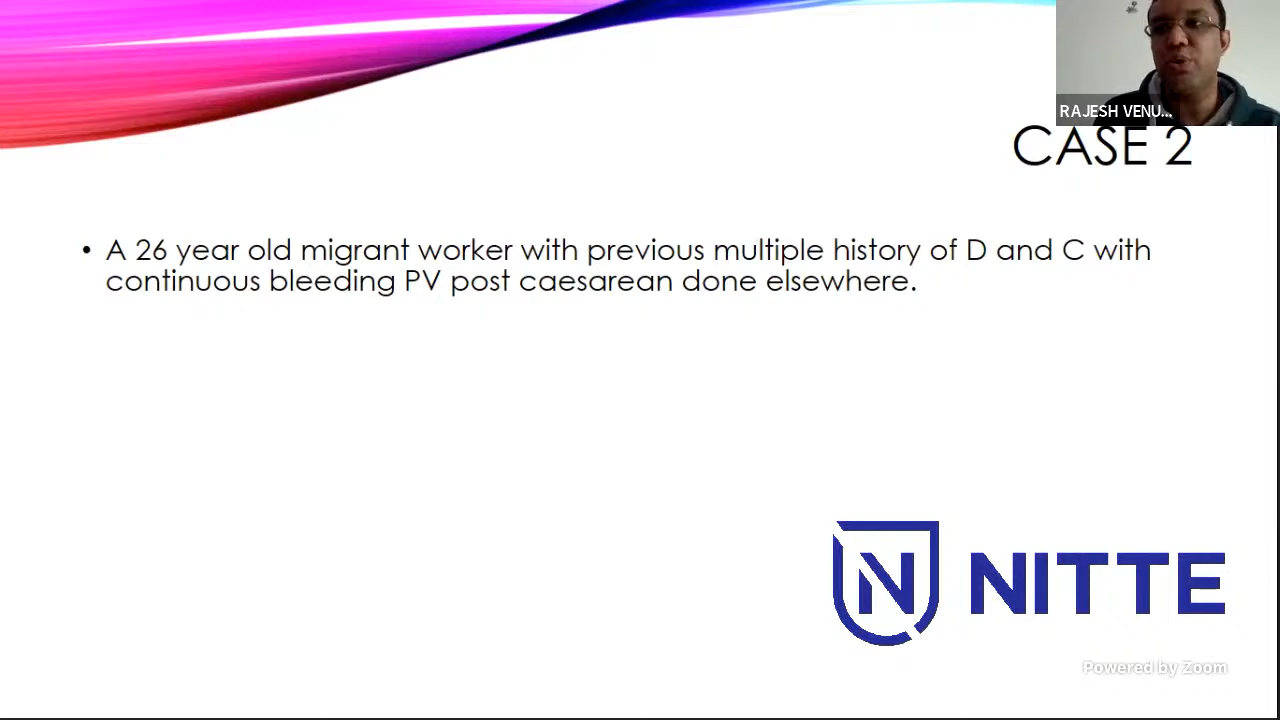 RAJESH VENU...
CASE 2
• A 26 year old migrant worker with previous multiple history of D and C with
continuous bleeding PV post caesarean done elsewhere.
N NITTE
Powered by Zoom